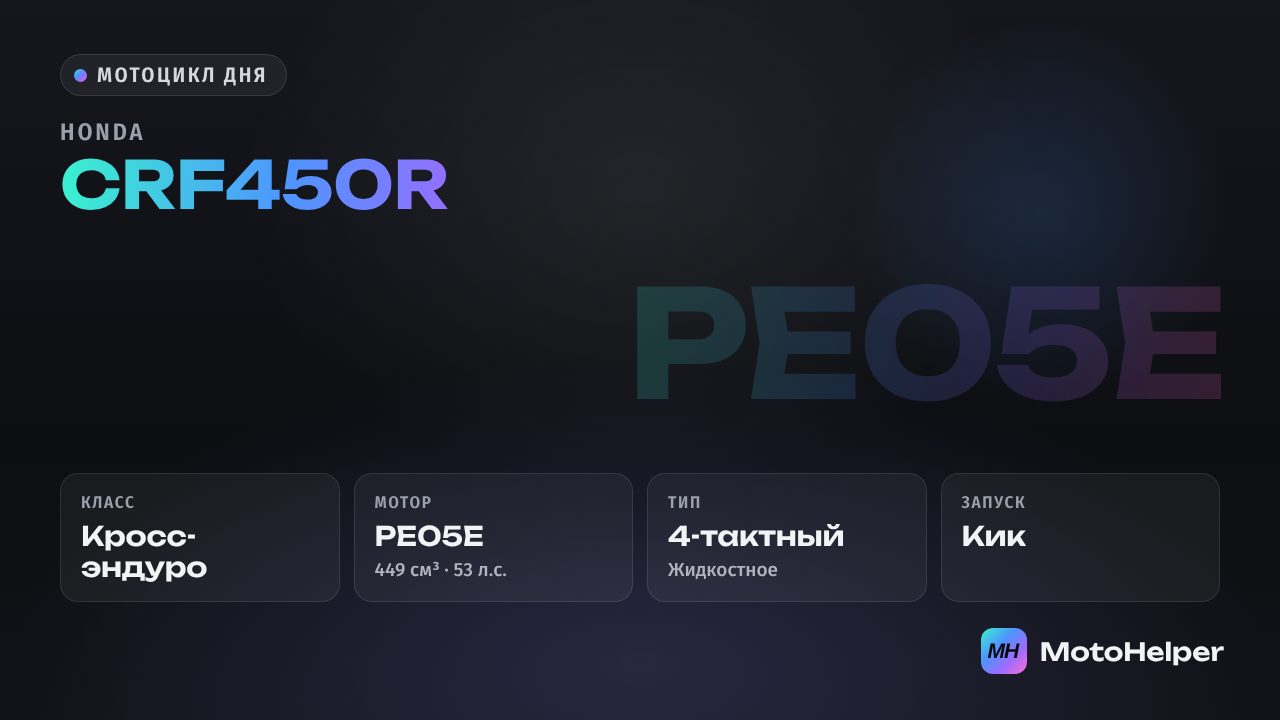 МОТОЦИКЛ ДНЯ
HONDA
CRF450R
PE05E
КЛАСС
Кросс-
эндуро
МОТОР
PE05E
449 см³ · 53 л.с.
ТИП
4-тактный
Жидкостное
ЗАПУСК
Кик
MH MotoHelper